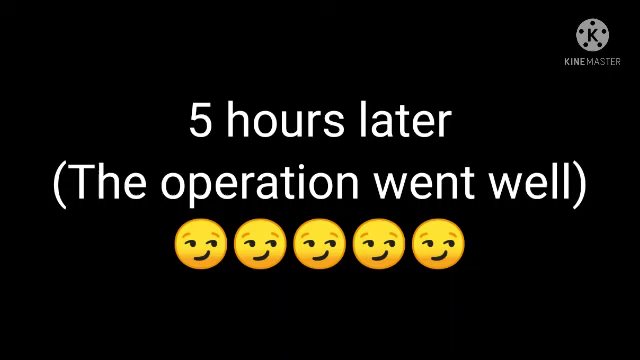 K
KINEMASTER
5 hours later
(The operation went well)
😏😏😏😏😏